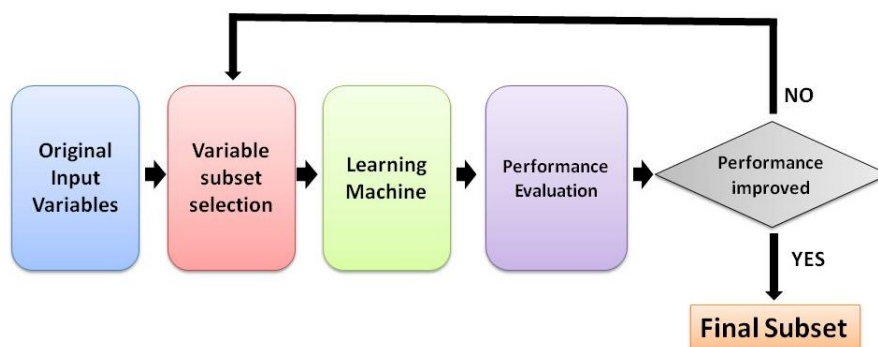 Original
Input
Variables
Variable
subset
selection
Learning
Machine
Performance
Evaluation
Performance
improved
NO
YES
Final Subset